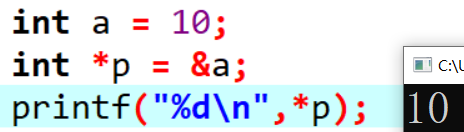 int a = 10;
int *p = &a;
printf("%d\n",*p);
C:\U
10